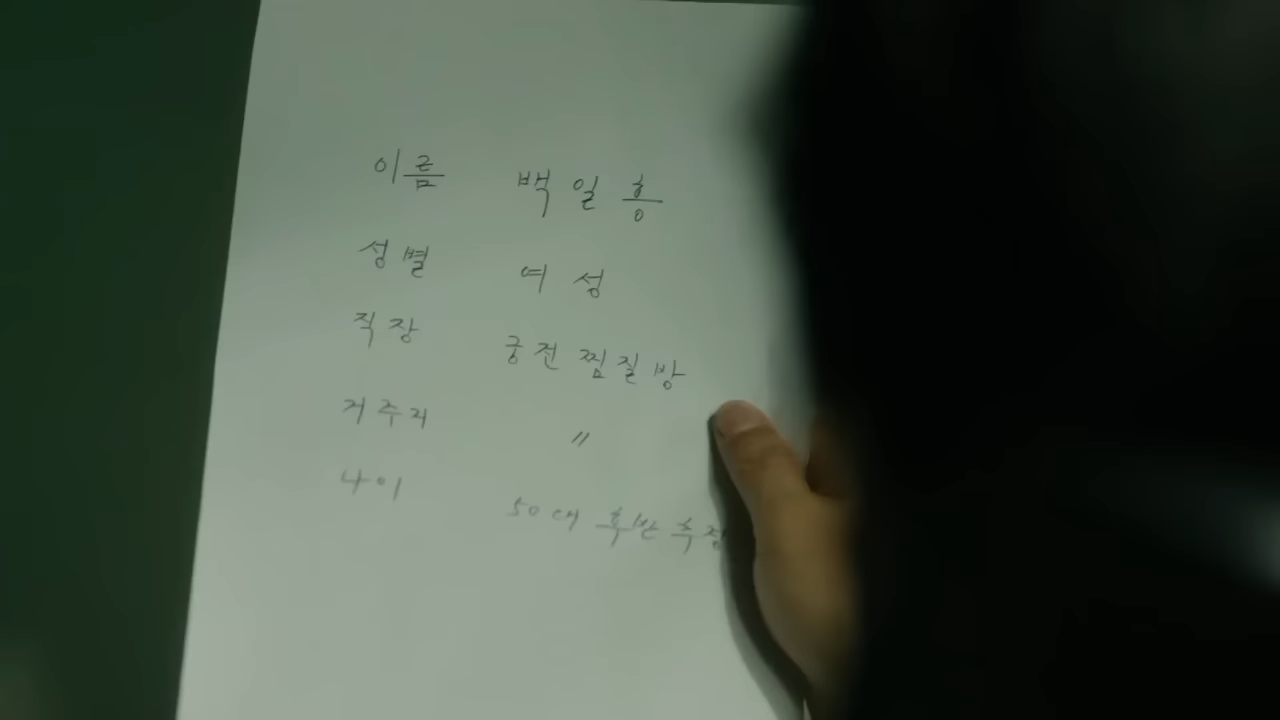 이름 백일홍
성별 여성
직장 궁전 찜질방
거주지 〃
나이 50대 후반 추정